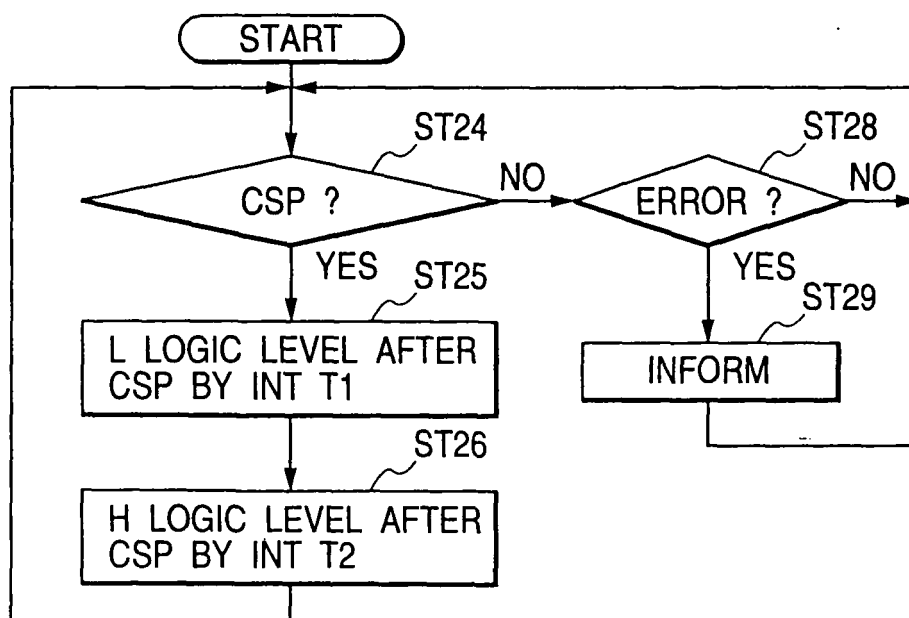 START
ST24
CSP ?
NO
YES
ST28
ERROR ?
NO
YES
ST25
L LOGIC LEVEL AFTER
CSP BY INT T1
ST29
INFORM
ST26
H LOGIC LEVEL AFTER
CSP BY INT T2